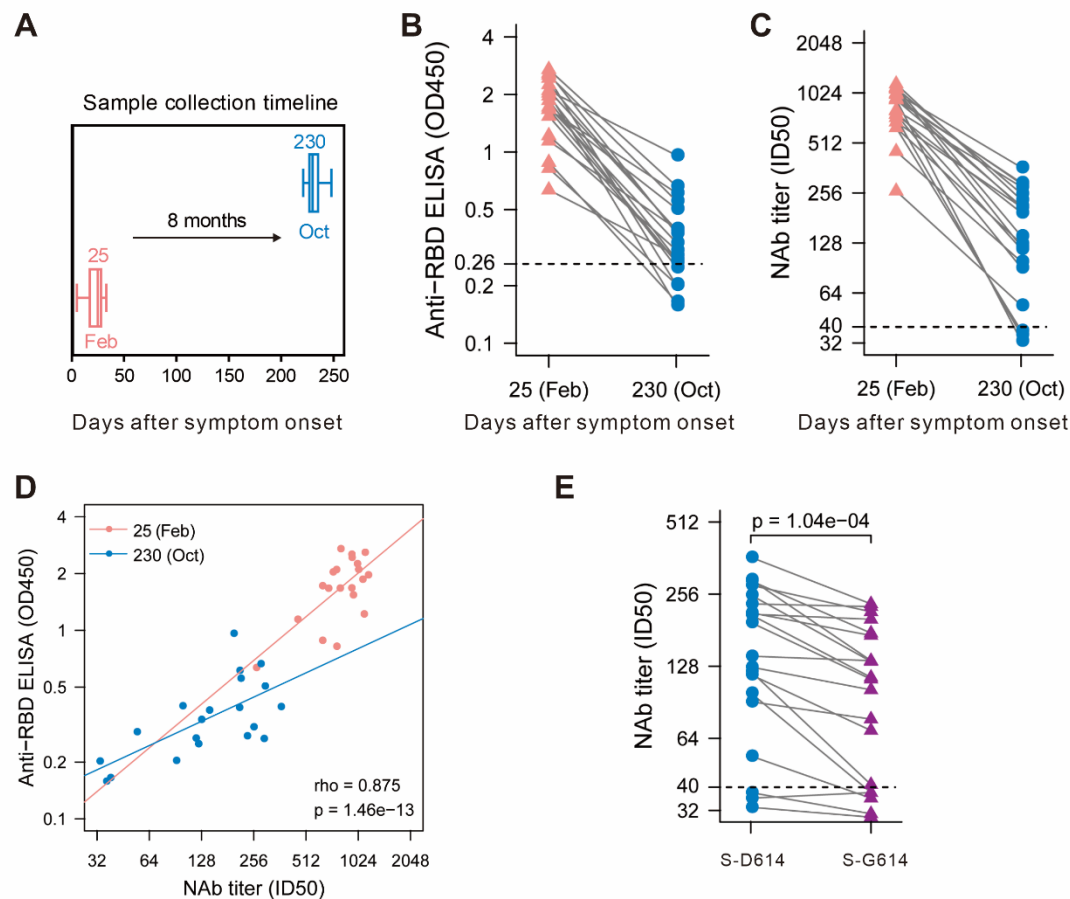 A
Sample collection timeline
230
8 months
Oct
25
Feb
0
50
100
150
200
250
Days after symptom onset
B
Anti−RBD ELISA (OD450)
4
2
1
0.5
0.26
0.2
0.1
25 (Feb)
230 (Oct)
Days after symptom onset
C
NAb titer (ID50)
2048
1024
512
256
128
64
40
32
25 (Feb)
230 (Oct)
Days after symptom onset
D
Anti−RBD ELISA (OD450)
4
2
1
0.5
0.2
0.1
25 (Feb)
230 (Oct)
rho = 0.875
p = 1.46e−13
32
64
128
256
512
1024
2048
NAb titer (ID50)
E
NAb titer (ID50)
512
256
128
64
40
32
p = 1.04e−04
S-D614
S-G614